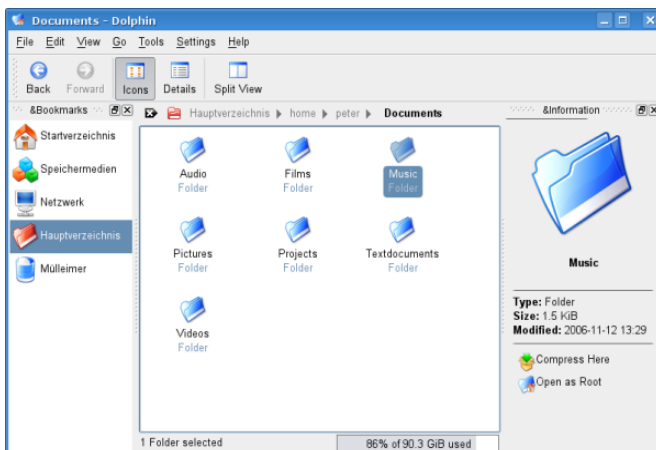 Documents - Dolphin
File Edit View Go Tools Settings Help
Back Forward Icons Details Split View
&Bookmarks
Startverzeichnis
Speichermedien
Netzwerk
Hauptverzeichnis
Mülleimer
Hauptverzeichnis home peter Documents
Audio
Folder
Films
Folder
Music
Folder
Pictures
Folder
Projects
Folder
Textdocuments
Folder
Videos
Folder
1 Folder selected
86% of 90.3 GiB used
&Information
Music
Type: Folder
Size: 1.5 KiB
Modified: 2006-11-12 13:29
Compress Here
Open as Root